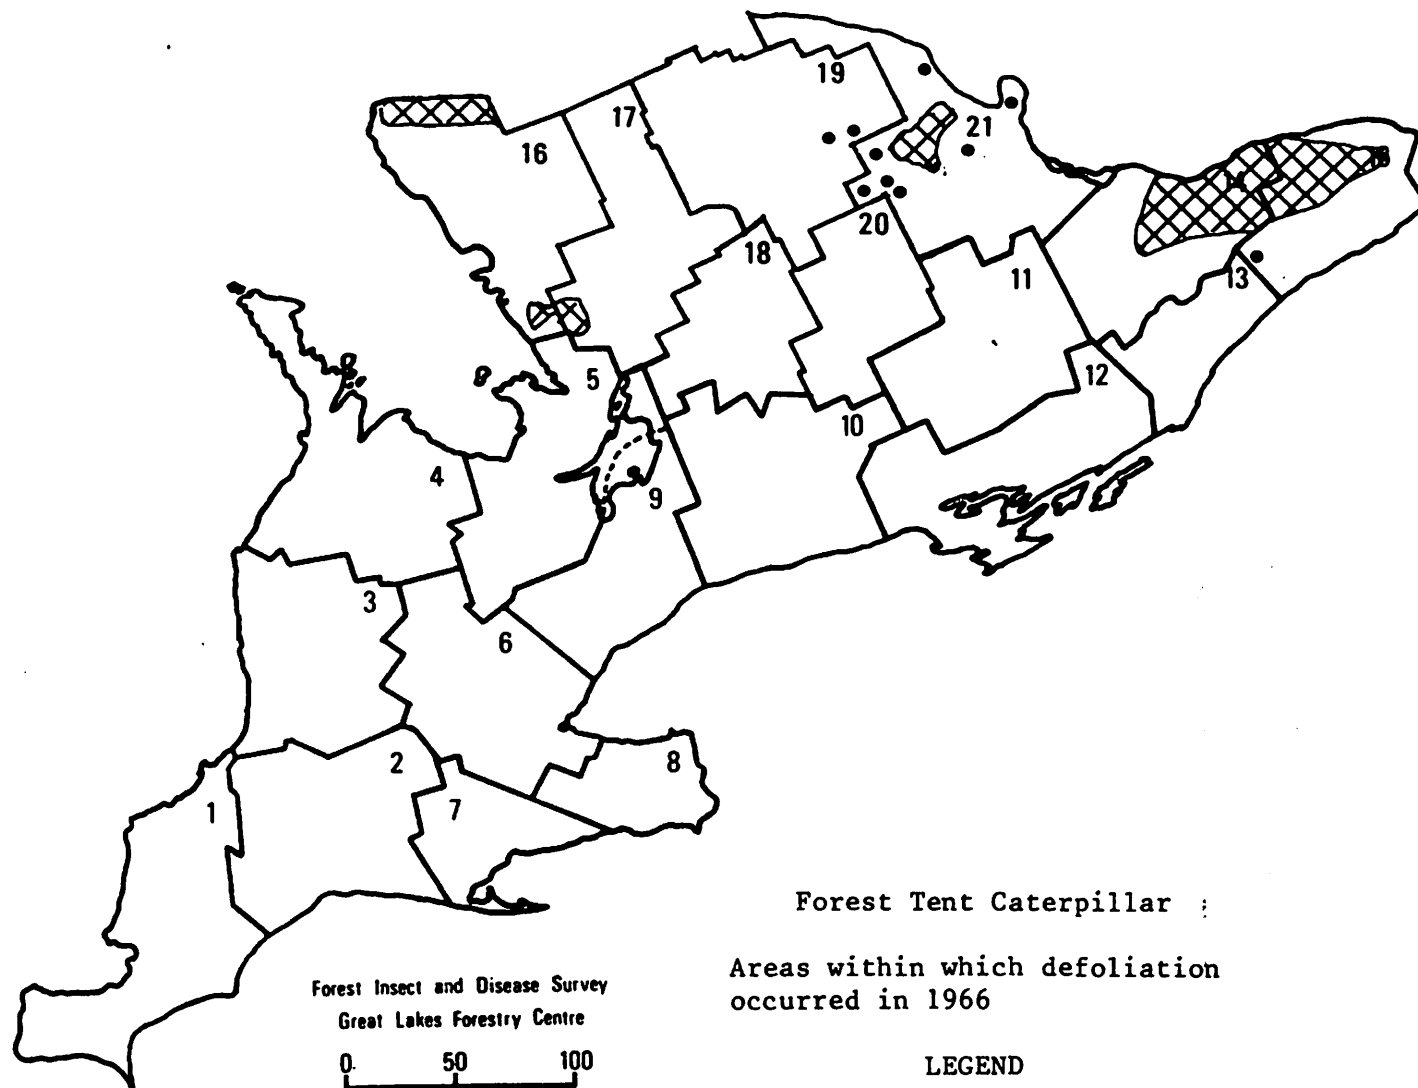 19
17
21
16
20
18
11
13
12
5
10
4
9
3
6
2
8
1
7
Forest Tent Caterpillar
Areas within which defoliation
occurred in 1966
Forest Insect and Disease Survey
Great Lakes Forestry Centre
0 50 100
LEGEND